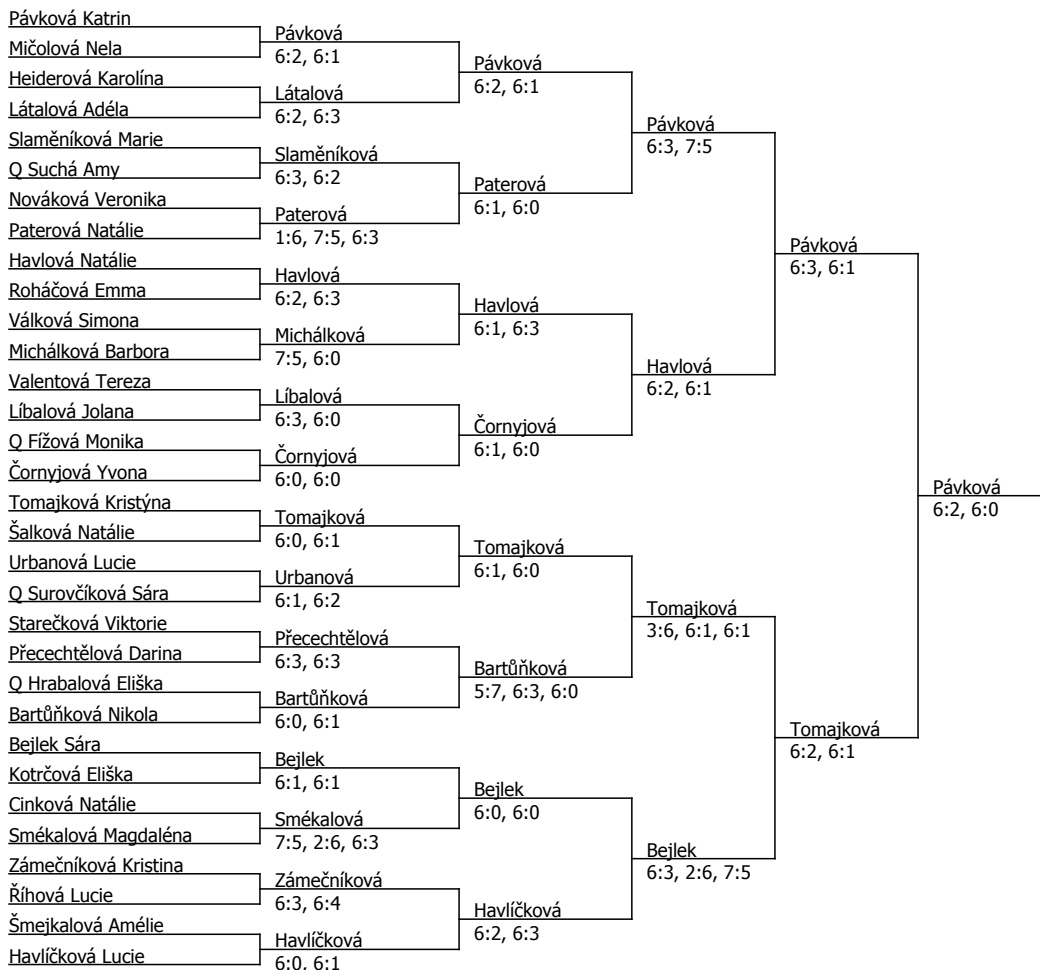 Pávková Katrin
Mičolová Nela
Heiderová Karolína
Látalová Adéla
Slaměníková Marie
Q Suchá Amy
Nováková Veronika
Paterová Natálie
Havlová Natálie
Roháčová Emma
Válková Simona
Michálková Barbora
Valentová Tereza
Líbalová Jolana
Q Fížová Monika
Čornyjová Yvona
Tomajková Kristýna
Šalková Natálie
Urbanová Lucie
Q Surovčíková Sára
Starečková Viktorie
Přecechtělová Darina
Q Hrabalová Eliška
Bartůňková Nikola
Bejlek Sára
Kotrčová Eliška
Cinková Natálie
Smékalová Magdaléna
Zámečníková Kristina
Říhová Lucie
Šmejkalová Amélie
Havlíčková Lucie
Pávková
6:2, 6:1
Látalová
6:2, 6:3
Slaměníková
6:3, 6:2
Paterová
1:6, 7:5, 6:3
Havlová
6:2, 6:3
Michálková
7:5, 6:0
Líbalová
6:3, 6:0
Čornyjová
6:0, 6:0
Tomajková
6:0, 6:1
Urbanová
6:1, 6:2
Přecechtělová
6:3, 6:3
Bartůňková
6:0, 6:1
Bejlek
6:1, 6:1
Smékalová
7:5, 2:6, 6:3
Zámečníková
6:3, 6:4
Havlíčková
6:0, 6:1
Pávková
6:2, 6:1
Paterová
6:1, 6:0
Havlová
6:1, 6:3
Čornyjová
6:1, 6:0
Tomajková
6:1, 6:0
Bartůňková
5:7, 6:3, 6:0
Bejlek
6:0, 6:0
Havlíčková
6:2, 6:3
Pávková
6:3, 7:5
Havlová
6:2, 6:1
Tomajková
3:6, 6:1, 6:1
Bejlek
6:3, 2:6, 7:5
Pávková
6:3, 6:1
Tomajková
6:2, 6:1
Pávková
6:2, 6:0